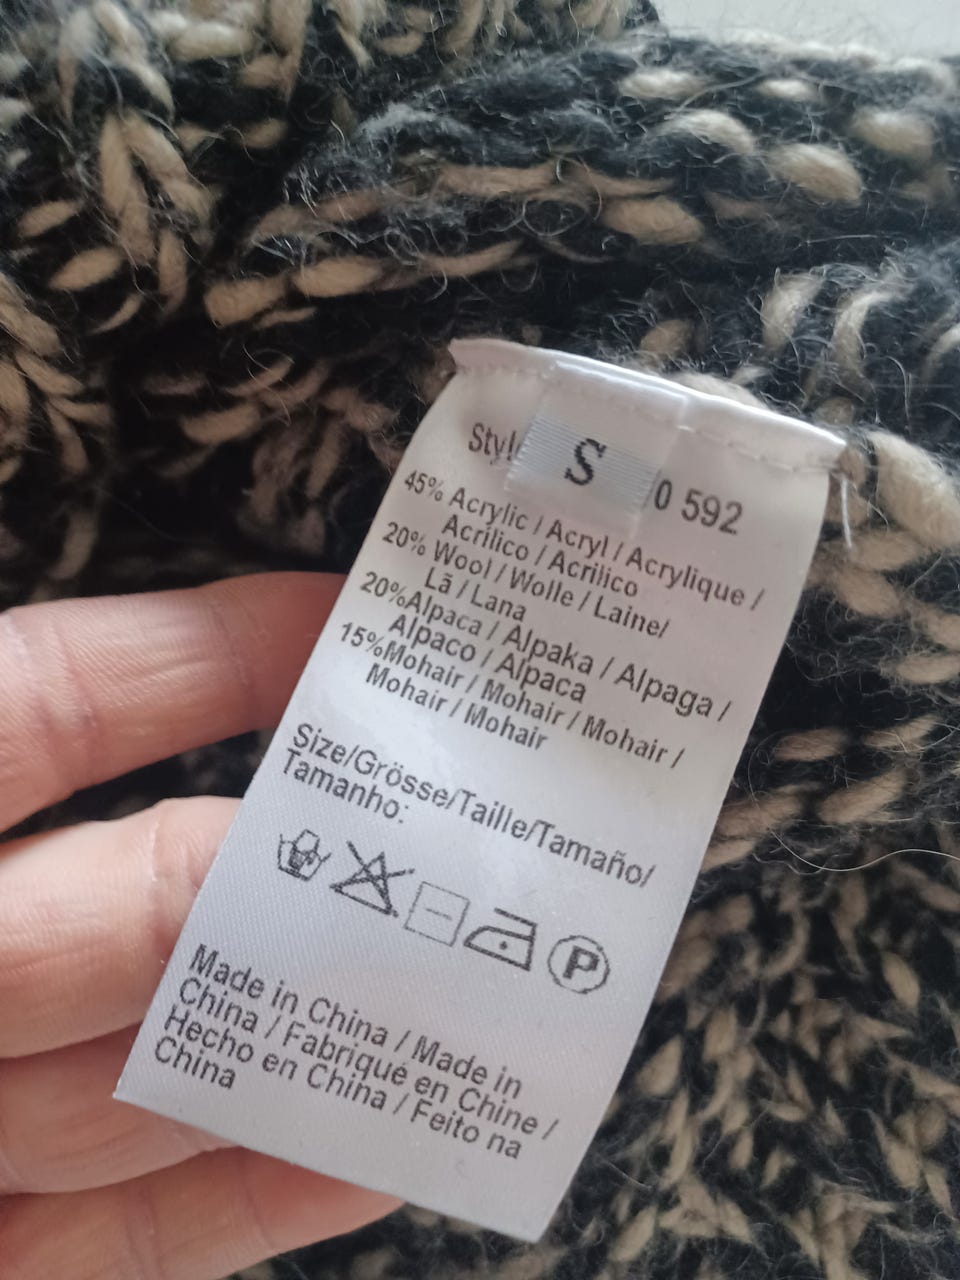 S
0 592
45% Acrylic / Acryl / Acrylique /
Acrilico / Acrilico
20% Wool / Wolle / Laine/
Lã / Lana
20%Alpaca / Alpaka / Alpaga /
Alpaco / Alpaca
15%Mohair / Mohair / Mohair /
Mohair / Mohair
Size/Grösse/Taille/Tamaño/
Tamanho:
P
Made in China / Made in
China / Fabriqué en Chine /
Hecho en China / Feito na
China